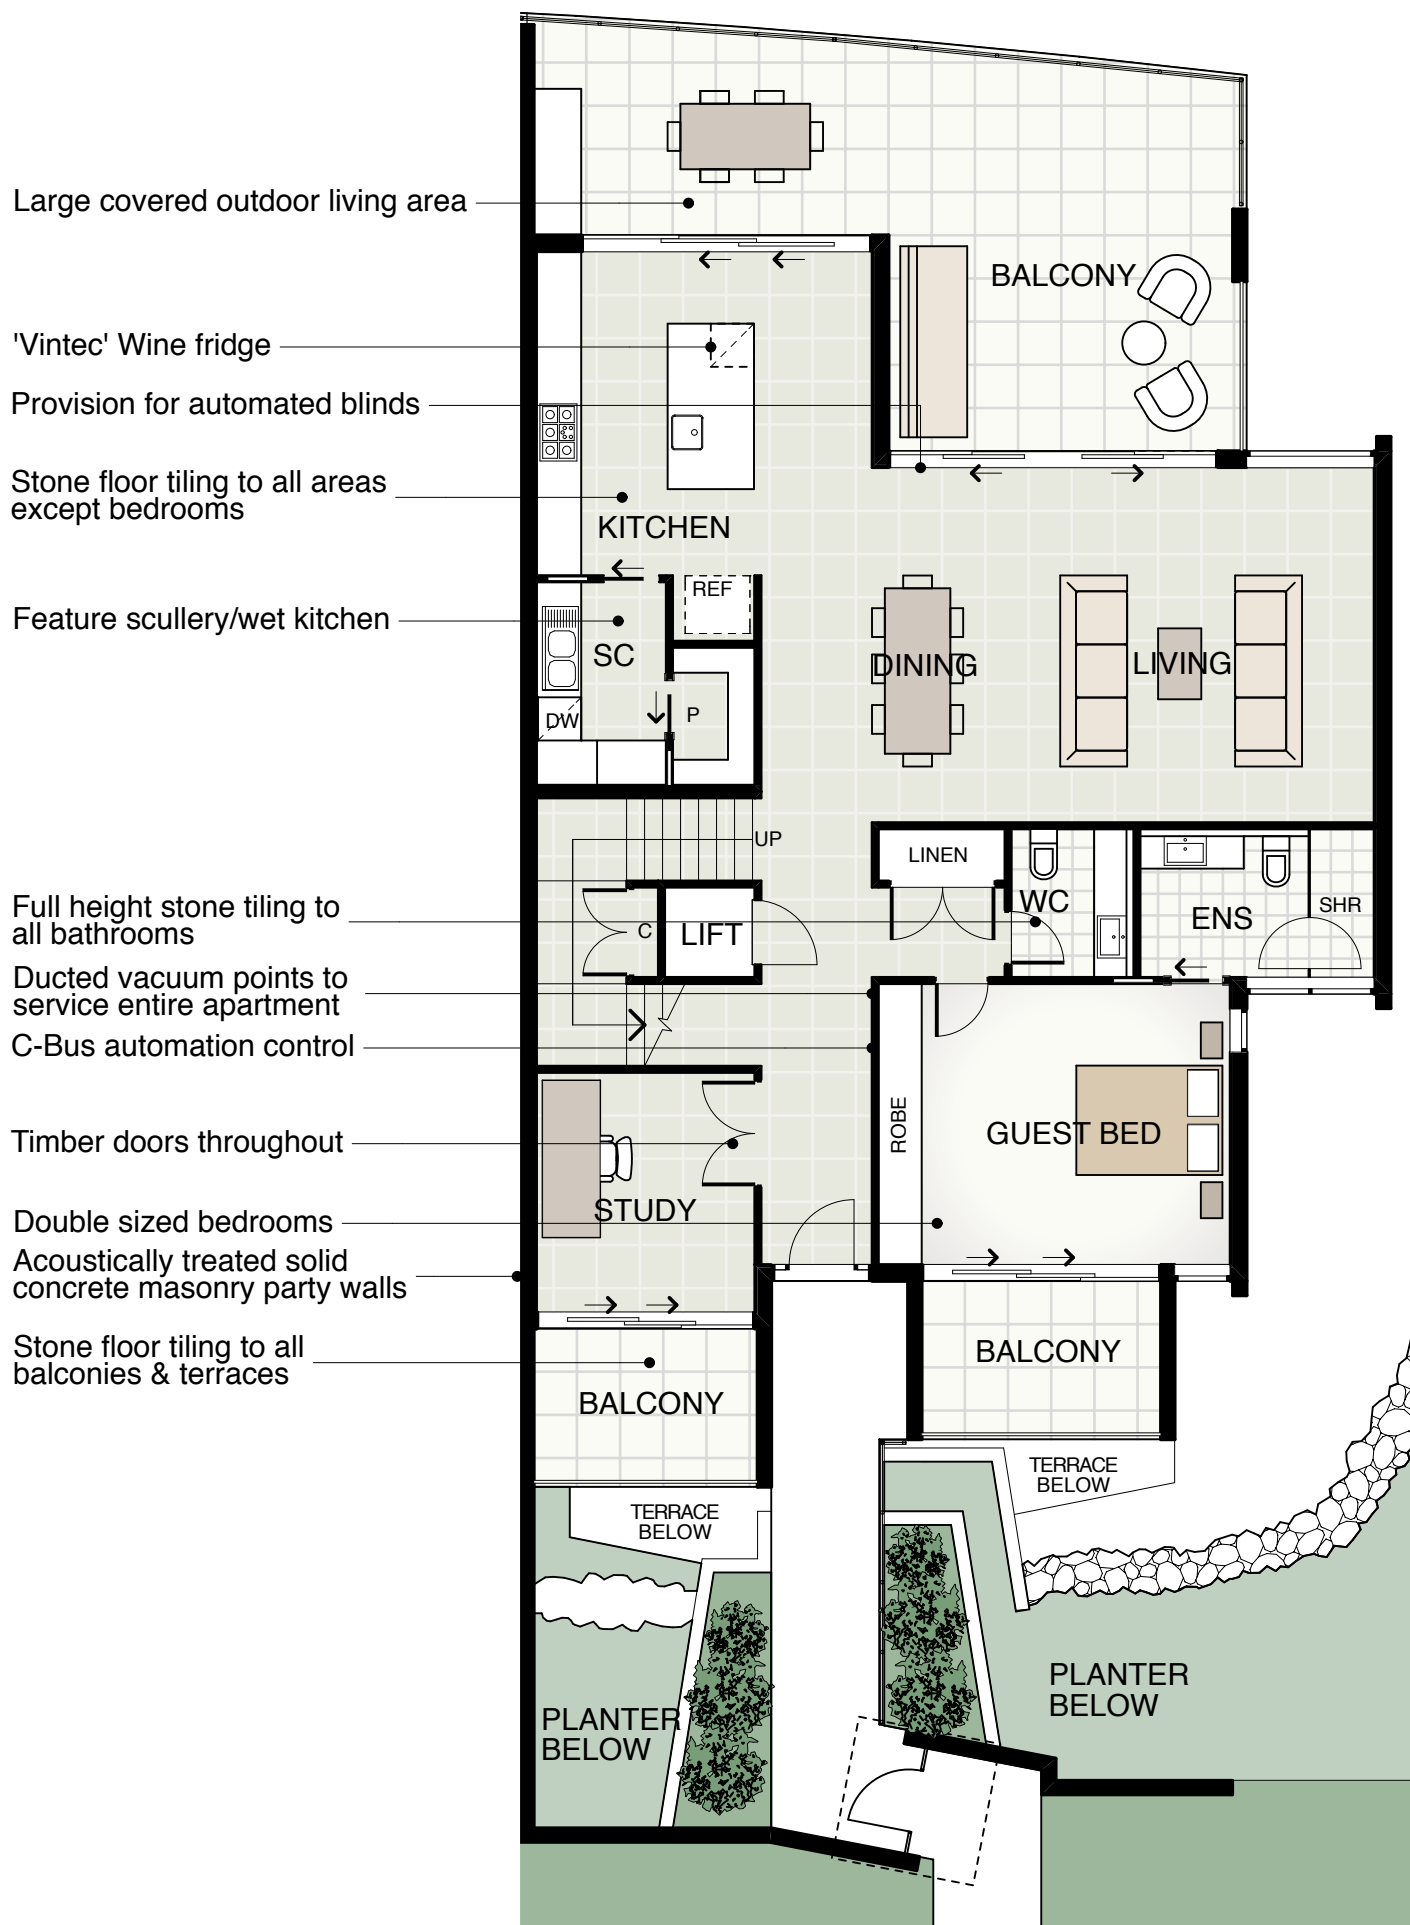 Large covered outdoor living area
BALCONY
'Vintec' Wine fridge
Provision for automated blinds
Stone floor tiling to all areas
except bedrooms
KITCHEN
REF
Feature scullery/wet kitchen
SC
DINING
LIVING
DW
P
UP
LINEN
Full height stone tiling to
all bathrooms
C
LIFT
WC
ENS
SHR
Ducted vacuum points to
service entire apartment
C-Bus automation control
ROBE
GUEST BED
Timber doors throughout
STUDY
Double sized bedrooms
Acoustically treated solid
concrete masonry party walls
Stone floor tiling to all
balconies & terraces
BALCONY
BALCONY
TERRACE
BELOW
TERRACE
BELOW
PLANTER
BELOW
PLANTER
BELOW